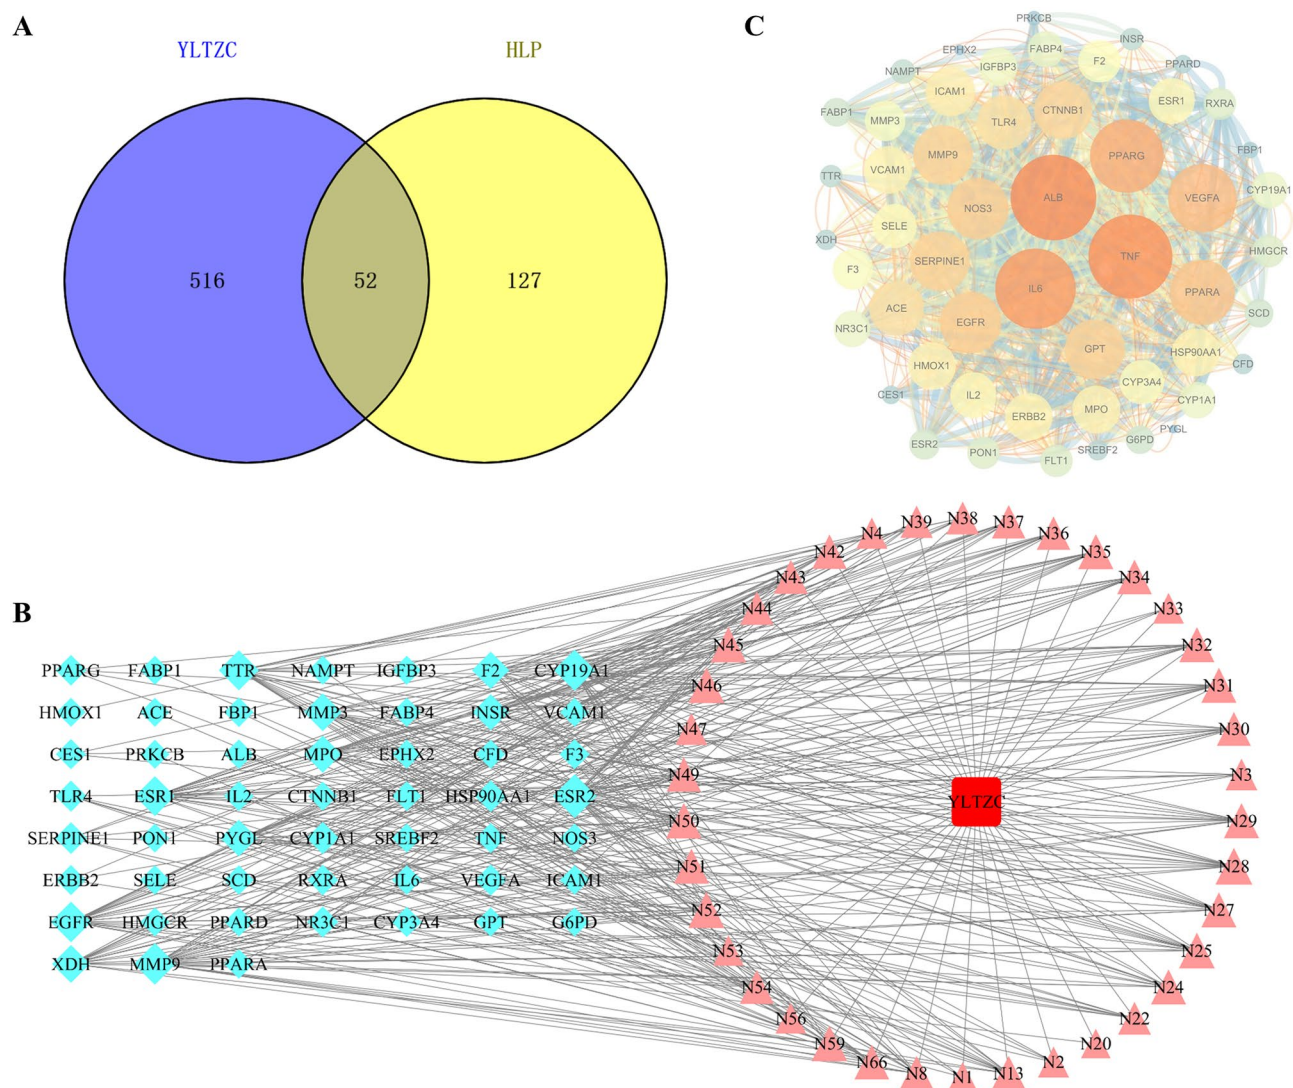 A
YLTZC
HLP
516
52
127
C
PRKCB
INSR
EPHX2
FABP4
IGFBP3
F2
PPARD
NAMPT
ICAM1
ESR1
RXRA
FABP1
MMP3
TLR4
CTNNB1
FBP1
VCAM1
MMP9
PPARG
TTR
CYP19A1
ALB
VEGFA
NOS3
SELE
XDH
HMGCR
F3
SERPINE1
TNF
IL6
PPARA
ACE
SCD
NR3C1
EGFR
GPT
HSP90AA1
CFD
HMOX1
CES1
IL2
CYP3A4
CYP1A1
ERBB2
MPO
PYGL
ESR2
PON1
FLT1
SREBF2
G6PD
B
PPARG FABP1 TTR NAMPT IGFBP3 F2 CYP19A1
HMOX1 ACE FBP1 MMP3 FABP4 INSR VCAM1
CES1 PRKCB ALB MPO EPHX2 CFD F3
TLR4 ESR1 IL2 CTNNB1 FLT1 HSP90AA1 ESR2
SERPINE1 PON1 PYGL CYP1A1 SREBF2 TNF NOS3
ERBB2 SELE SCD RXRA IL6 VEGFA ICAM1
EGFR HMGCR PPARD NR3C1 CYP3A4 GPT G6PD
XDH MMP9 PPARA
N38
N39
N37
N4
N36
N42
N35
N43
N34
N44
N33
N45
N32
N46
N31
N47
N30
N49
N3
YLTZC
N50
N29
N51
N28
N52
N27
N53
N25
N54
N24
N56
N22
N59
N20
N66
N2
N8
N13
N1